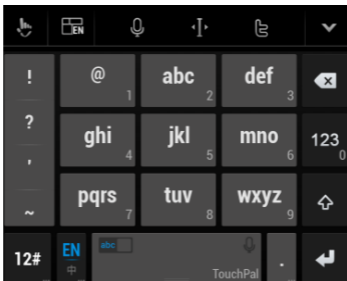 EN
! @ 1 abc 2 def 3
? ghi 4 jkl 5 mno 6 123 0
, pqrs 7 tuv 8 wxyz 9
~
12# EN abc .
中 TouchPal